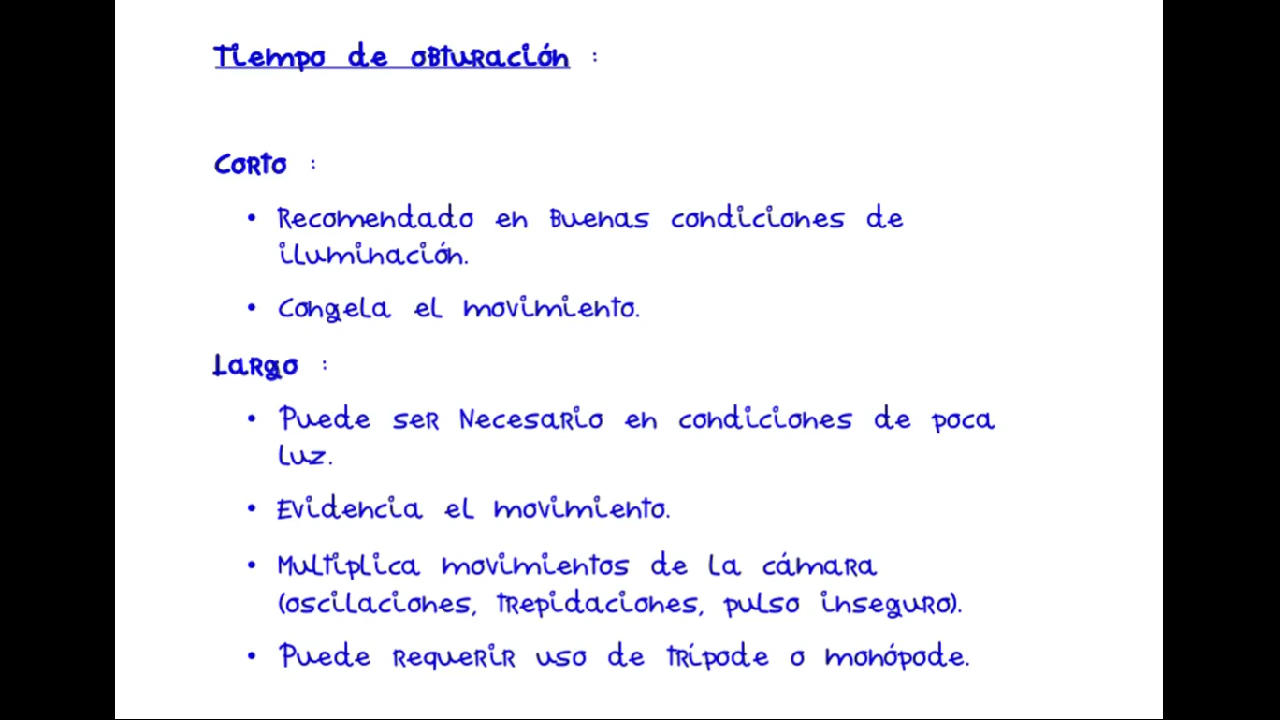 Tiempo de obturación :
Corto :
• Recomendado en Buenas condiciones de
iluminación.
• Congela el movimiento.
Largo :
• Puede ser Necesario en condiciones de poca
luz.
• Evidencia el movimiento.
• Multiplica movimientos de la cámara
(oscilaciones, trepidaciones, pulso inseguro).
• Puede requerir uso de trípode o monópode.